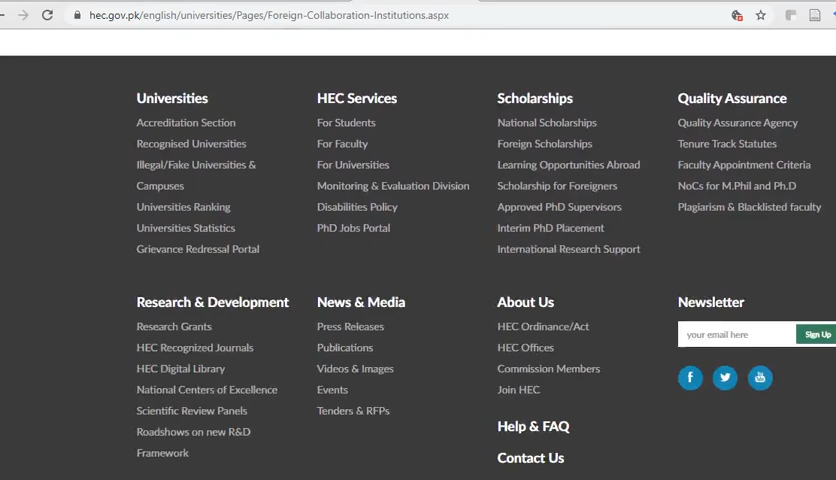 hec.gov.pk/english/universities/Pages/Foreign-Collaboration-Institutions.aspx
Universities
Accreditation Section
Recognised Universities
Illegal/Fake Universities &
Campuses
Universities Ranking
Universities Statistics
Grievance Redressal Portal
HEC Services
For Students
For Faculty
For Universities
Monitoring & Evaluation Division
Disabilities Policy
PhD Jobs Portal
Scholarships
National Scholarships
Foreign Scholarships
Learning Opportunities Abroad
Scholarship for Foreigners
Approved PhD Supervisors
Interim PhD Placement
International Research Support
Quality Assurance
Quality Assurance Agency
Tenure Track Statutes
Faculty Appointment Criteria
NoCs for M.Phil and Ph.D
Plagiarism & Blacklisted faculty
Research & Development
Research Grants
HEC Recognized Journals
HEC Digital Library
National Centers of Excellence
Scientific Review Panels
Roadshows on new R&D
Framework
News & Media
Press Releases
Publications
Videos & Images
Events
Tenders & RFPs
About Us
HEC Ordinance/Act
HEC Offices
Commission Members
Join HEC
Help & FAQ
Contact Us
Newsletter
your email here
Sign Up